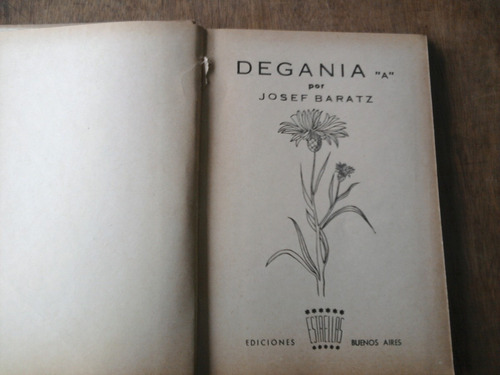 DEGANIA "A"
por
JOSEF BARATZ
EDICIONES ESTRELLAS BUENOS AIRES